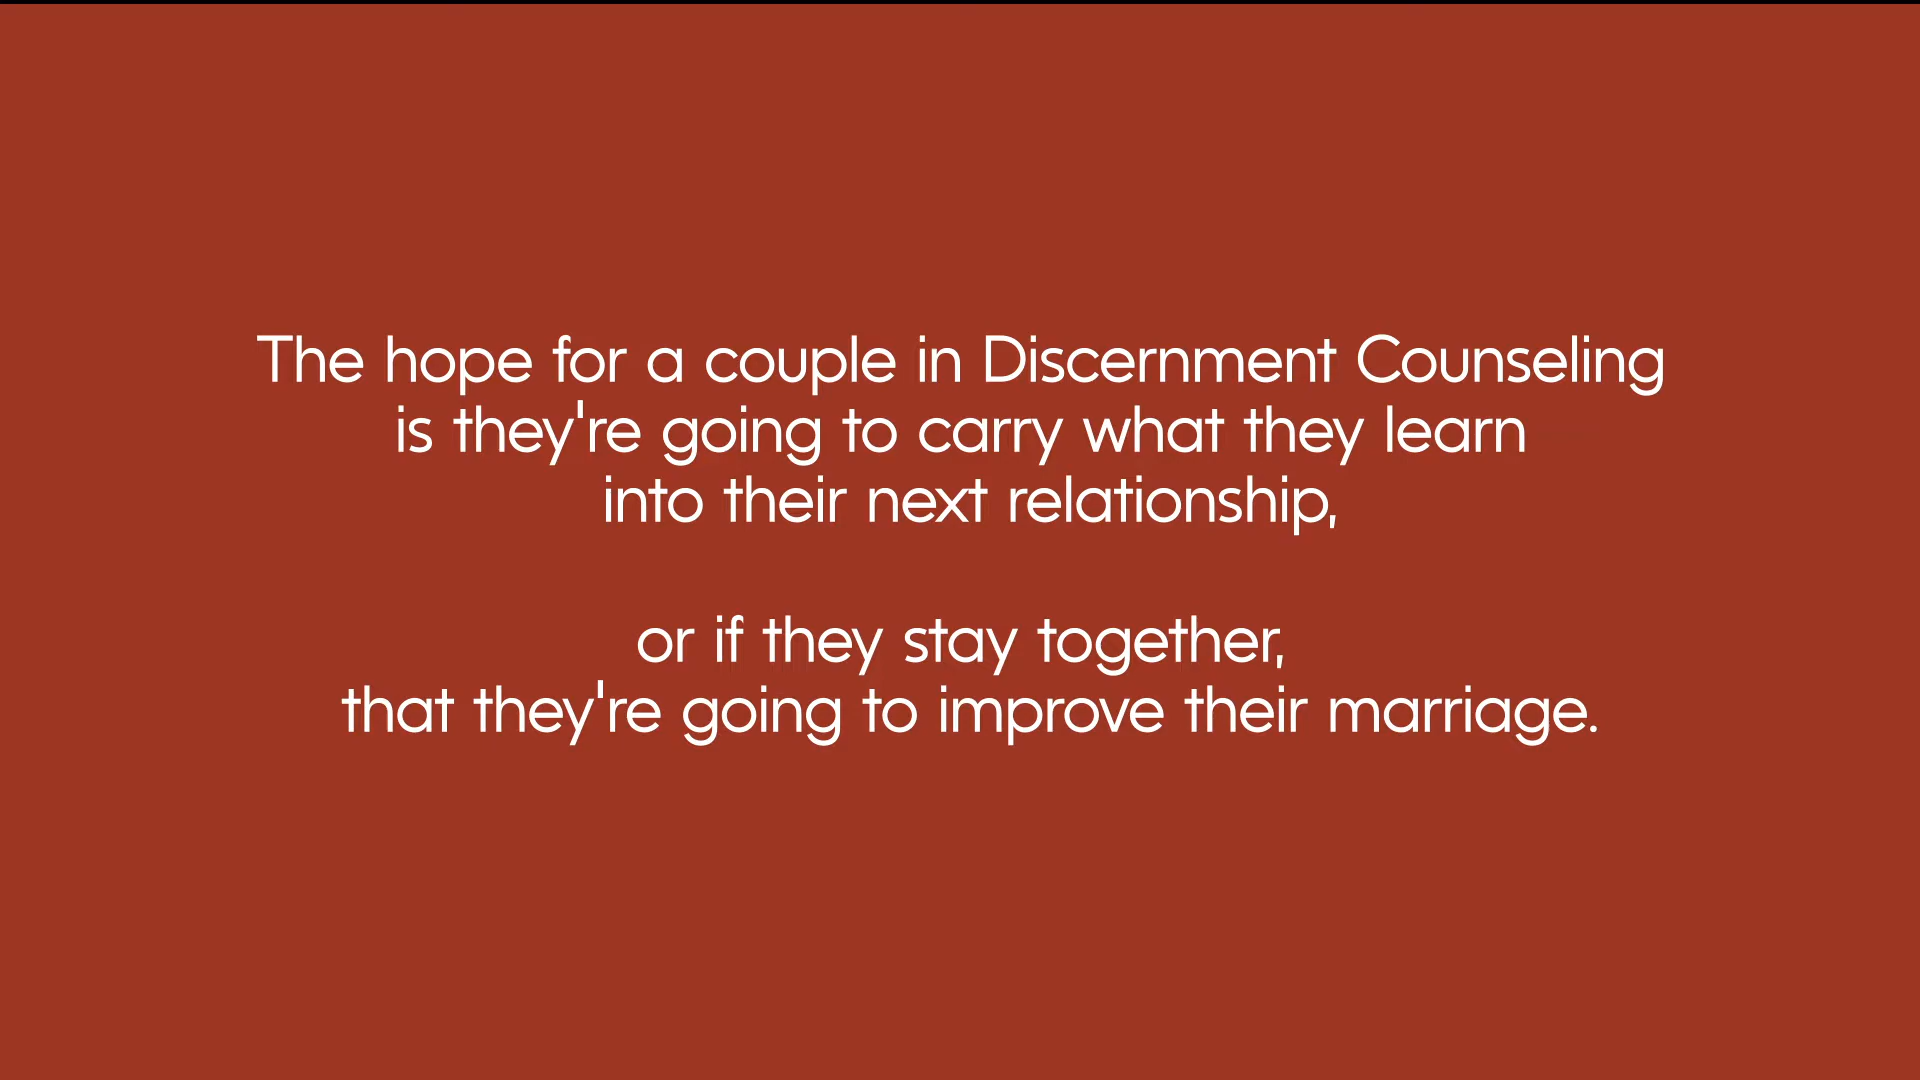 The hope for a couple in Discernment Counseling
is they're going to carry what they learn
into their next relationship,
or if they stay together,
that they're going to improve their marriage.